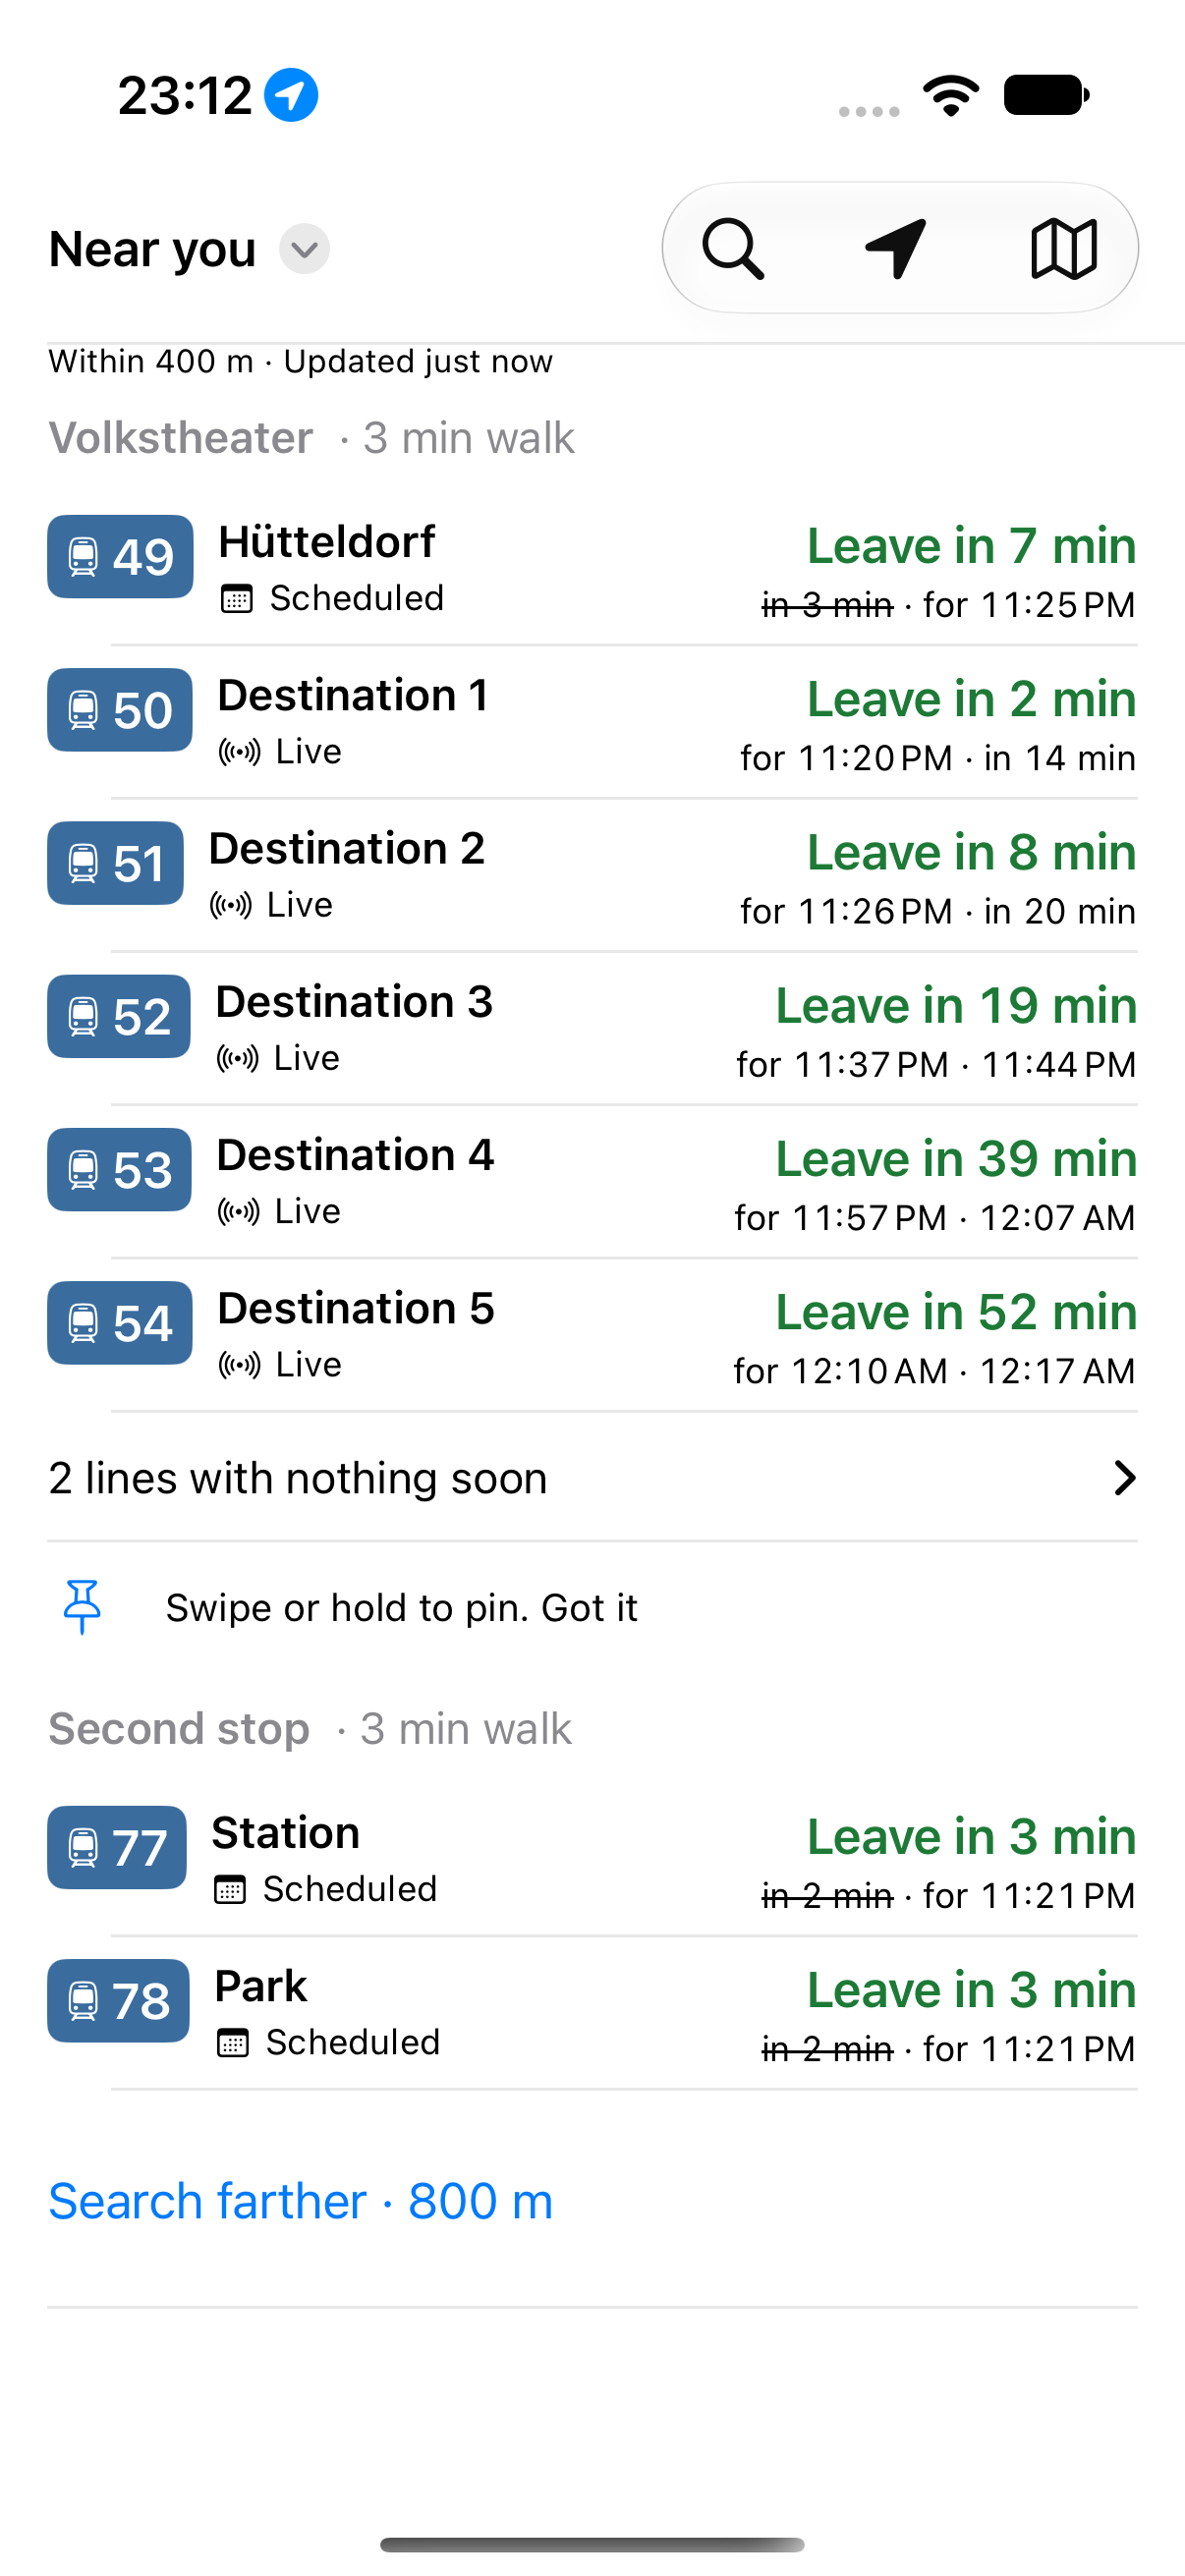 23:12
Near you
Within 400 m · Updated just now
Volkstheater · 3 min walk
49 Hütteldorf Leave in 7 min
Scheduled in 3 min · for 11:25 PM
50 Destination 1 Leave in 2 min
Live for 11:20 PM · in 14 min
51 Destination 2 Leave in 8 min
Live for 11:26 PM · in 20 min
52 Destination 3 Leave in 19 min
Live for 11:37 PM · 11:44 PM
53 Destination 4 Leave in 39 min
Live for 11:57 PM · 12:07 AM
54 Destination 5 Leave in 52 min
Live for 12:10 AM · 12:17 AM
2 lines with nothing soon
Swipe or hold to pin. Got it
Second stop · 3 min walk
77 Station Leave in 3 min
Scheduled in 2 min · for 11:21 PM
78 Park Leave in 3 min
Scheduled in 2 min · for 11:21 PM
Search farther · 800 m